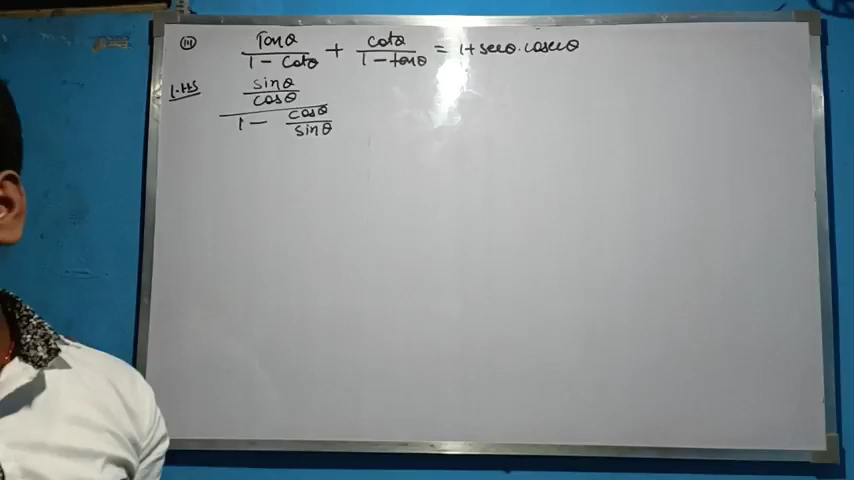 (iii) Tanθ/(1 - Cotθ) + cotθ/(1 - tanθ) = 1 + secθ.cosecθ
L.H.S (sinθ/cosθ)/(1 - cosθ/sinθ)